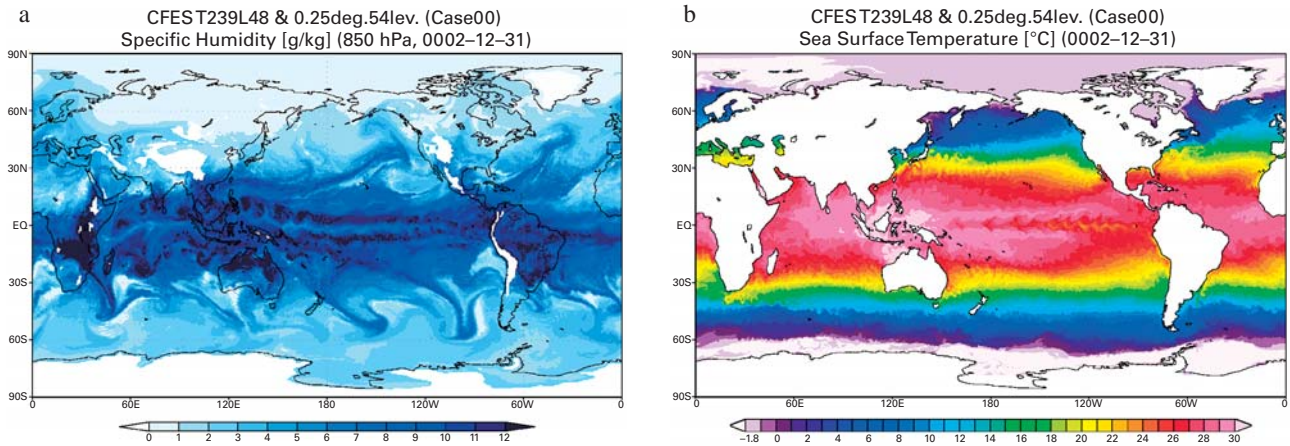 a
CFES T239L48 & 0.25deg.54lev. (Case00)
Specific Humidity [g/kg] (850 hPa, 0002–12–31)
90N
60N
30N
EQ
30S
60S
90S
0 60E 120E 180 120W 60W 0
0 1 2 3 4 5 6 7 8 9 10 11 12
b
CFES T239L48 & 0.25deg.54lev. (Case00)
Sea Surface Temperature [°C] (0002–12–31)
90N
60N
30N
EQ
30S
60S
90S
0 60E 120E 180 120W 60W 0
–1.8 0 2 4 6 8 10 12 14 16 18 20 21 22 24 26 28 30